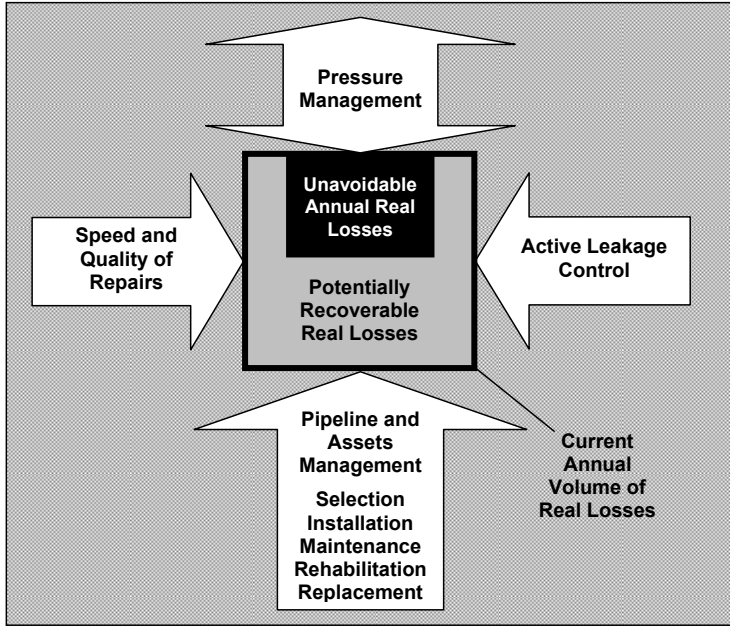 Pressure
Management
Unavoidable
Annual Real
Losses
Speed and
Quality of
Repairs
Active Leakage
Control
Potentially
Recoverable
Real Losses
Pipeline and
Assets
Management
Selection
Installation
Maintenance
Rehabilitation
Replacement
Current
Annual
Volume of
Real Losses